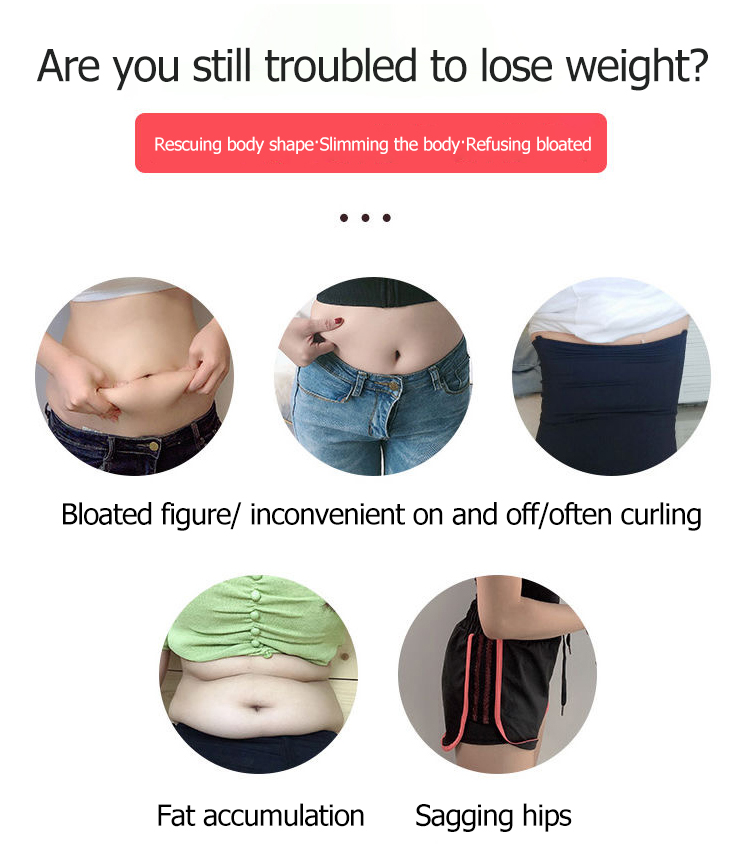 Are you still troubled to lose weight?
Rescuing body shape·Slimming the body·Refusing bloated
Bloated figure/ inconvenient on and off/often curling
Fat accumulation
Sagging hips